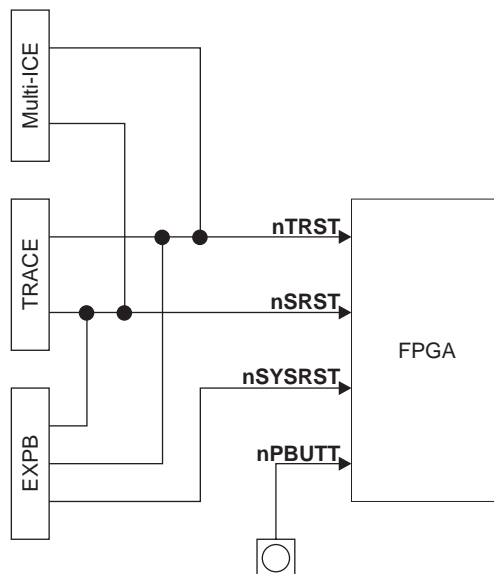 Multi-ICE
TRACE
EXPB
nTRST
nSRST
nSYSRST
nPBUTT
FPGA